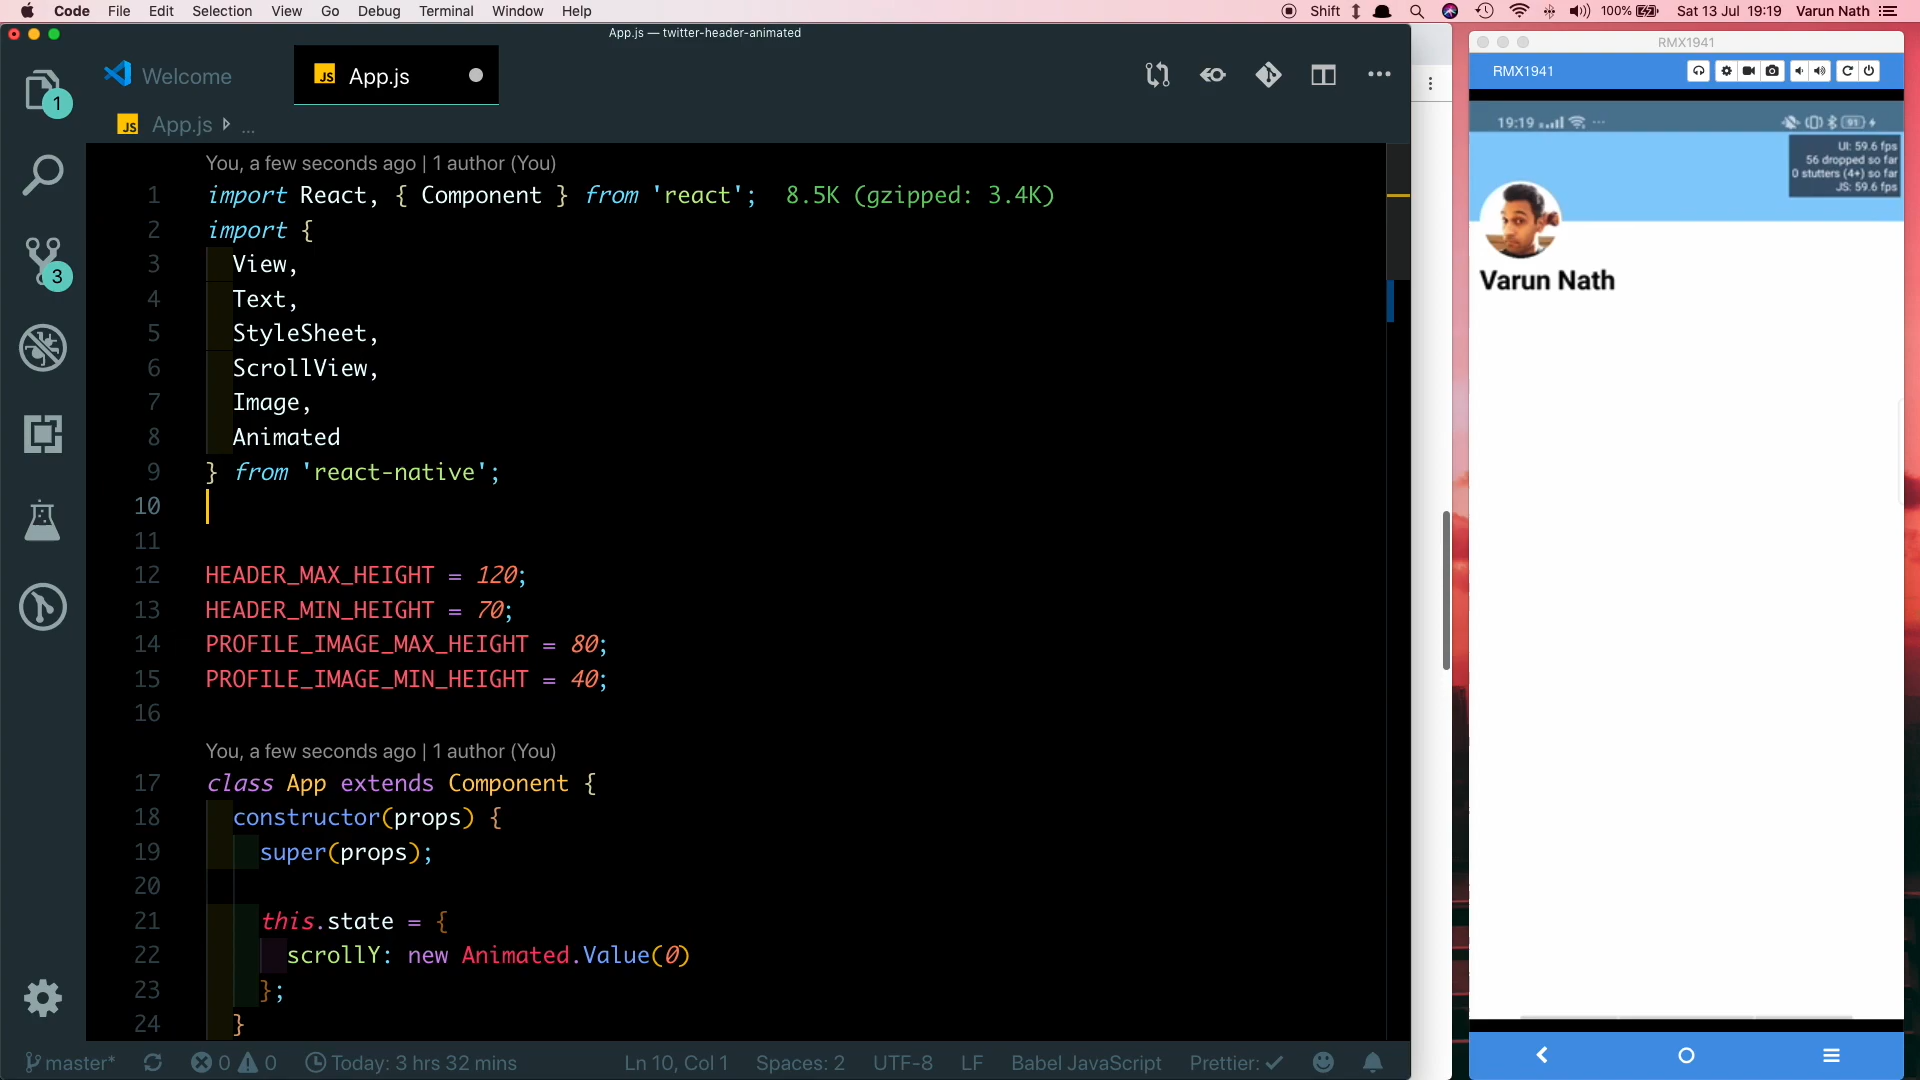 Code File Edit Selection View Go Debug Terminal Window Help
Shift 100% Sat 13 Jul 19:19 Varun Nath
App.js — twitter-header-animated
Welcome
JS App.js
JS App.js ...
1
3
You, a few seconds ago | 1 author (You)
1 import React, { Component } from 'react'; 8.5K (gzipped: 3.4K)
2 import {
3 View,
4 Text,
5 StyleSheet,
6 ScrollView,
7 Image,
8 Animated
9 } from 'react-native';
10
11
12 HEADER_MAX_HEIGHT = 120;
13 HEADER_MIN_HEIGHT = 70;
14 PROFILE_IMAGE_MAX_HEIGHT = 80;
15 PROFILE_IMAGE_MIN_HEIGHT = 40;
16
You, a few seconds ago | 1 author (You)
17 class App extends Component {
18 constructor(props) {
19 super(props);
20
21 this.state = {
22 scrollY: new Animated.Value(0)
23 };
24 }
master* 0 0 Today: 3 hrs 32 mins Ln 10, Col 1 Spaces: 2 UTF-8 LF Babel JavaScript Prettier: ✓
RMX1941
RMX1941
19:19 ... 91
UI: 59.6 fps
56 dropped so far
0 stutters (4+) so far
JS: 59.6 fps
Varun Nath